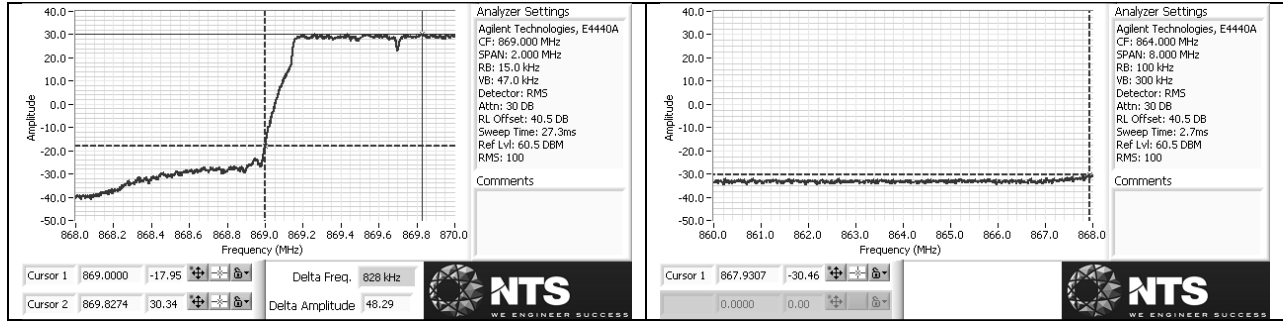 40.0
30.0
20.0
10.0
0.0
-10.0
-20.0
-30.0
-40.0
-50.0
Amplitude
868.0 868.2 868.4 868.6 868.8 869.0 869.2 869.4 869.6 869.8 870.0
Frequency (MHz)
Analyzer Settings
Agilent Technologies, E4440A
CF: 869.000 MHz
SPAN: 2.000 MHz
RB: 15.0 kHz
VB: 47.0 kHz
Detector: RMS
Attn: 30 DB
RL Offset: 40.5 DB
Sweep Time: 27.3ms
Ref Lvl: 60.5 DBM
RMS: 100
Comments
Cursor 1 869.0000 -17.95
Cursor 2 869.8274 30.34
Delta Freq. 828 kHz
Delta Amplitude 48.29
NTS
WE ENGINEER SUCCESS
40.0
30.0
20.0
10.0
0.0
-10.0
-20.0
-30.0
-40.0
-50.0
Amplitude
860.0 861.0 862.0 863.0 864.0 865.0 866.0 867.0 868.0
Frequency (MHz)
Analyzer Settings
Agilent Technologies, E4440A
CF: 864.000 MHz
SPAN: 8.000 MHz
RB: 100 kHz
VB: 300 kHz
Detector: RMS
Attn: 30 DB
RL Offset: 40.5 DB
Sweep Time: 2.7ms
Ref Lvl: 60.5 DBM
RMS: 100
Comments
Cursor 1 867.9307 -30.46
0.0000 0.00
NTS
WE ENGINEER SUCCESS